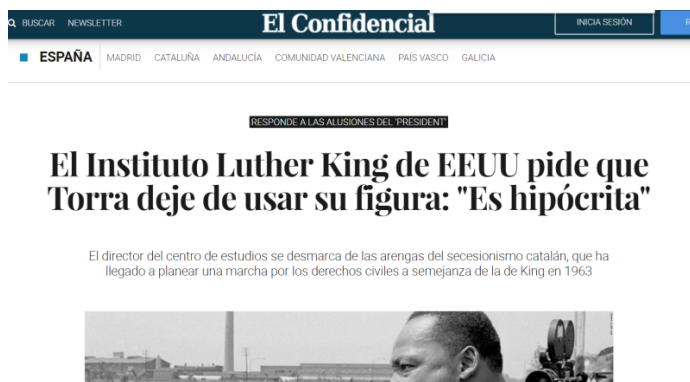 BUSCAR NEWSLETTER El Confidencial INICIA SESIÓN
ESPAÑA MADRID CATALUÑA ANDALUCÍA COMUNIDAD VALENCIANA PAÍS VASCO GALICIA
RESPONDE A LAS ALUSIONES DEL 'PRESIDENT'
El Instituto Luther King de EEUU pide que
Torra deje de usar su figura: "Es hipócrita"
El director del centro de estudios se desmarca de las arengas del secesionismo catalán, que ha
llegado a planear una marcha por los derechos civiles a semejanza de la de King en 1963